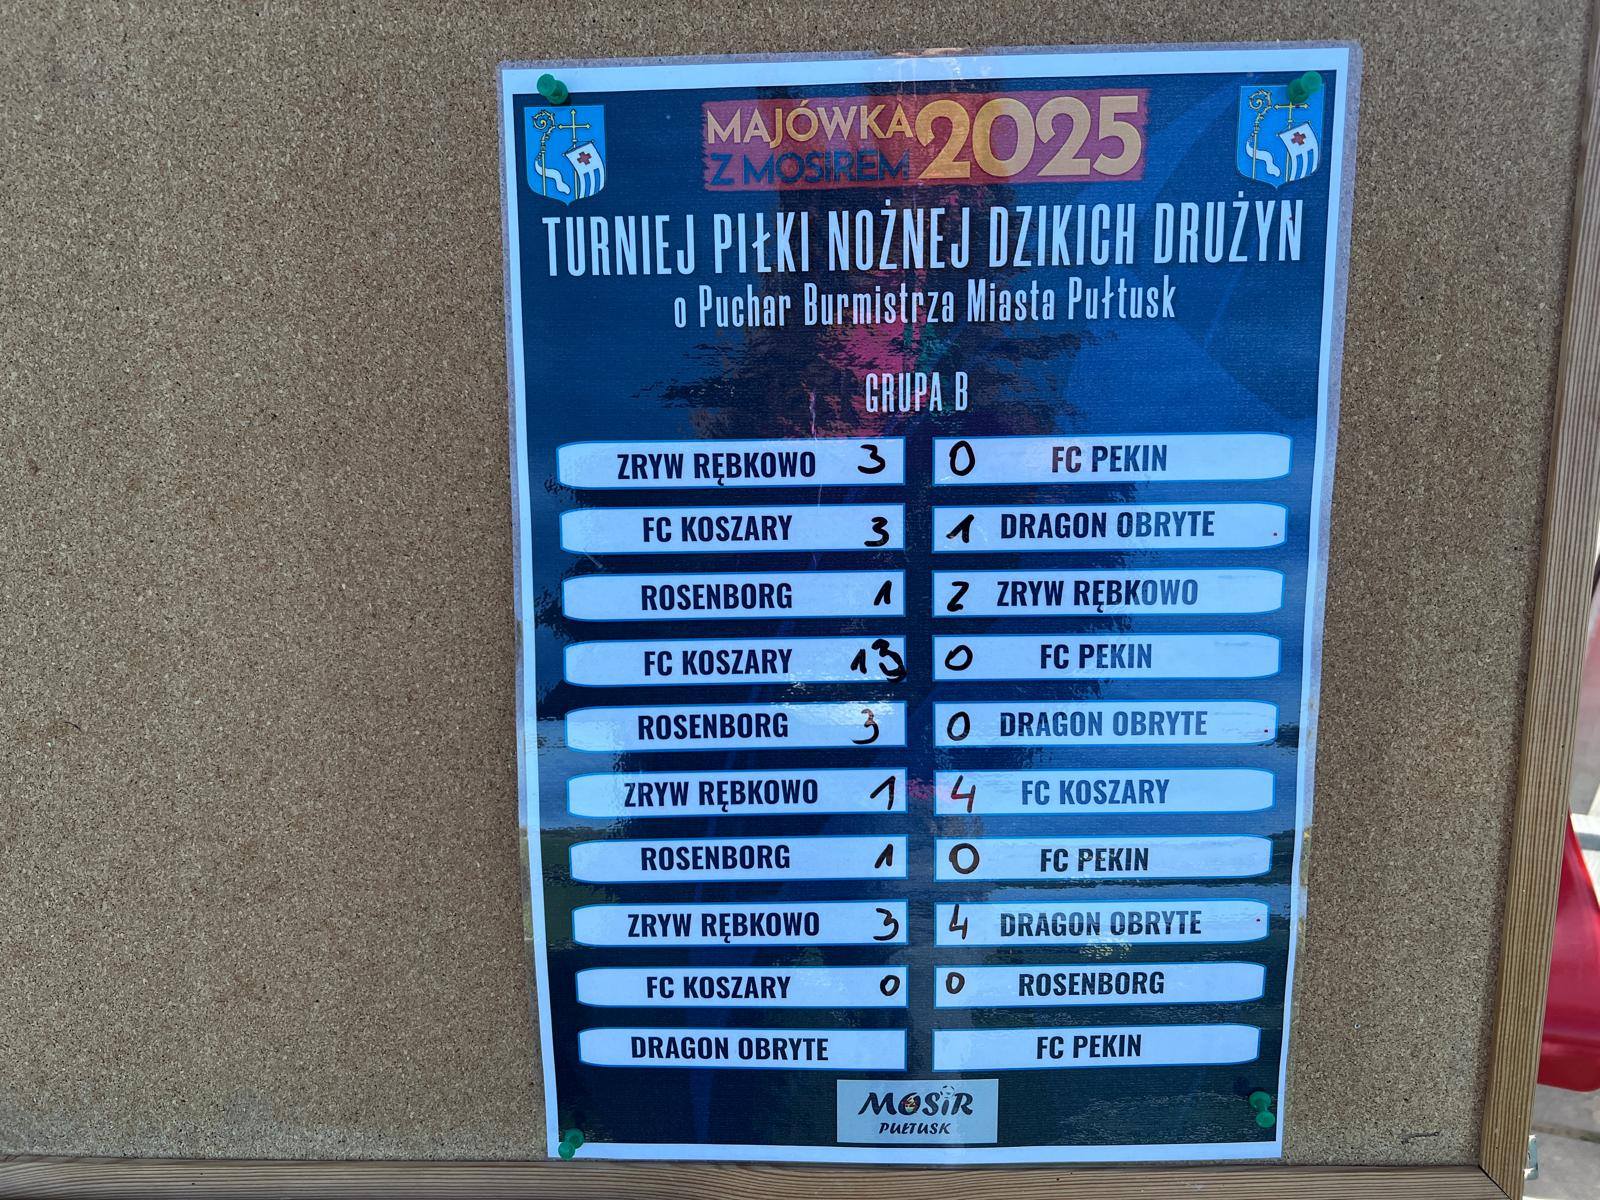 MAJÓWKA 2025
Z MOSIREM
TURNIEJ PIŁKI NOŻNEJ DZIKICH DRUŻYN
o Puchar Burmistrza Miasta Pułtusk
GRUPA B
ZRYW RĘBKOWO 3 0 FC PEKIN
FC KOSZARY 3 1 DRAGON OBRYTE
ROSENBORG 1 2 ZRYW RĘBKOWO
FC KOSZARY 13 0 FC PEKIN
ROSENBORG 3 0 DRAGON OBRYTE
ZRYW RĘBKOWO 1 4 FC KOSZARY
ROSENBORG 1 0 FC PEKIN
ZRYW RĘBKOWO 3 4 DRAGON OBRYTE
FC KOSZARY 0 0 ROSENBORG
DRAGON OBRYTE FC PEKIN
MOSiR
PUŁTUSK